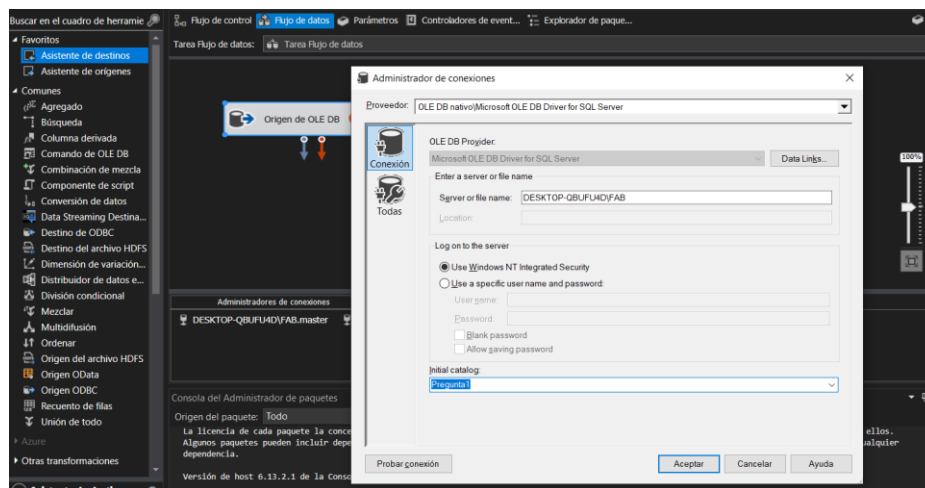 Buscar en el cuadro de herramie
Flujo de control
Flujo de datos
Parámetros
Controladores de event...
Explorador de paque...
Favoritos
Asistente de destinos
Asistente de orígenes
Comunes
Agregado
Búsqueda
Columna derivada
Comando de OLE DB
Combinación de mezcla
Componente de script
Conversión de datos
Data Streaming Destina...
Destino de ODBC
Destino del archivo HDFS
Dimensión de variación...
Distribuidor de datos e...
División condicional
Mezclar
Multidifusión
Ordenar
Origen del archivo HDFS
Origen OData
Origen ODBC
Recuento de filas
Unión de todo
Azure
Otras transformaciones
Tarea Flujo de datos:
Tarea Flujo de datos
Origen de OLE DB
100%
Administradores de conexiones
DESKTOP-QBUFU4D\FAB.master
Consola del Administrador de paquetes
Origen del paquete: Todo
La licencia de cada paquete la conce
ellos.
Algunos paquetes pueden incluir depe
ualquier
dependencia.
Versión de host 6.13.2.1 de la Conso
Administrador de conexiones
Proveedor: OLE DB nativo\Microsoft OLE DB Driver for SQL Server
Conexión
Todas
OLE DB Provider:
Microsoft OLE DB Driver for SQL Server
Data Links...
Enter a server or file name
Server or file name: DESKTOP-QBUFU4D\FAB
Location:
Log on to the server
Use Windows NT Integrated Security
Use a specific user name and password:
User name:
Password:
Blank password
Allow saving password
Initial catalog:
Pregunta1
Probar conexión
Aceptar
Cancelar
Ayuda